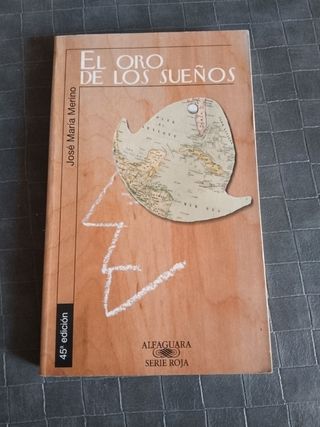 EL ORO
DE LOS SUEÑOS
José María Merino
45ª edición
ALFAGUARA
SERIE ROJA